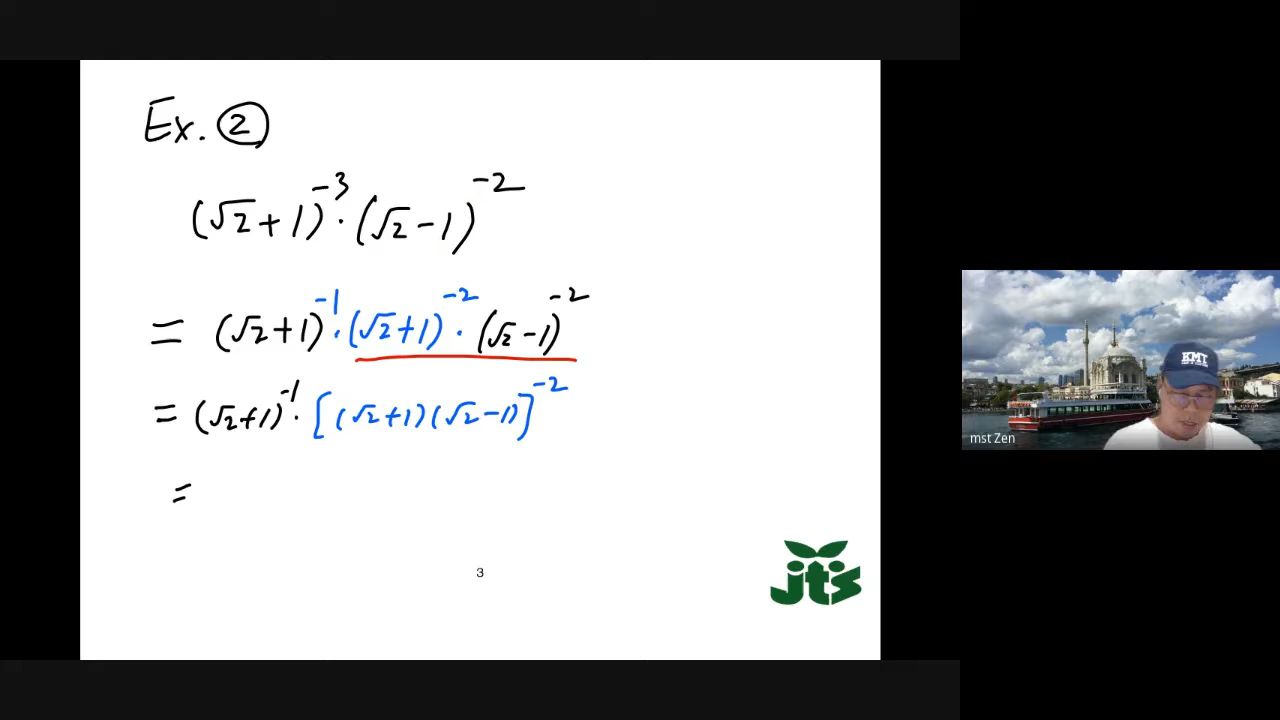 Ex. ②
(√2+1)⁻³·(√2-1)⁻²
= (√2+1)⁻¹·(√2+1)⁻²·(√2-1)⁻²
= (√2+1)⁻¹·[(√2+1)(√2-1)]⁻²
=
3
jts
KMT
mst Zen